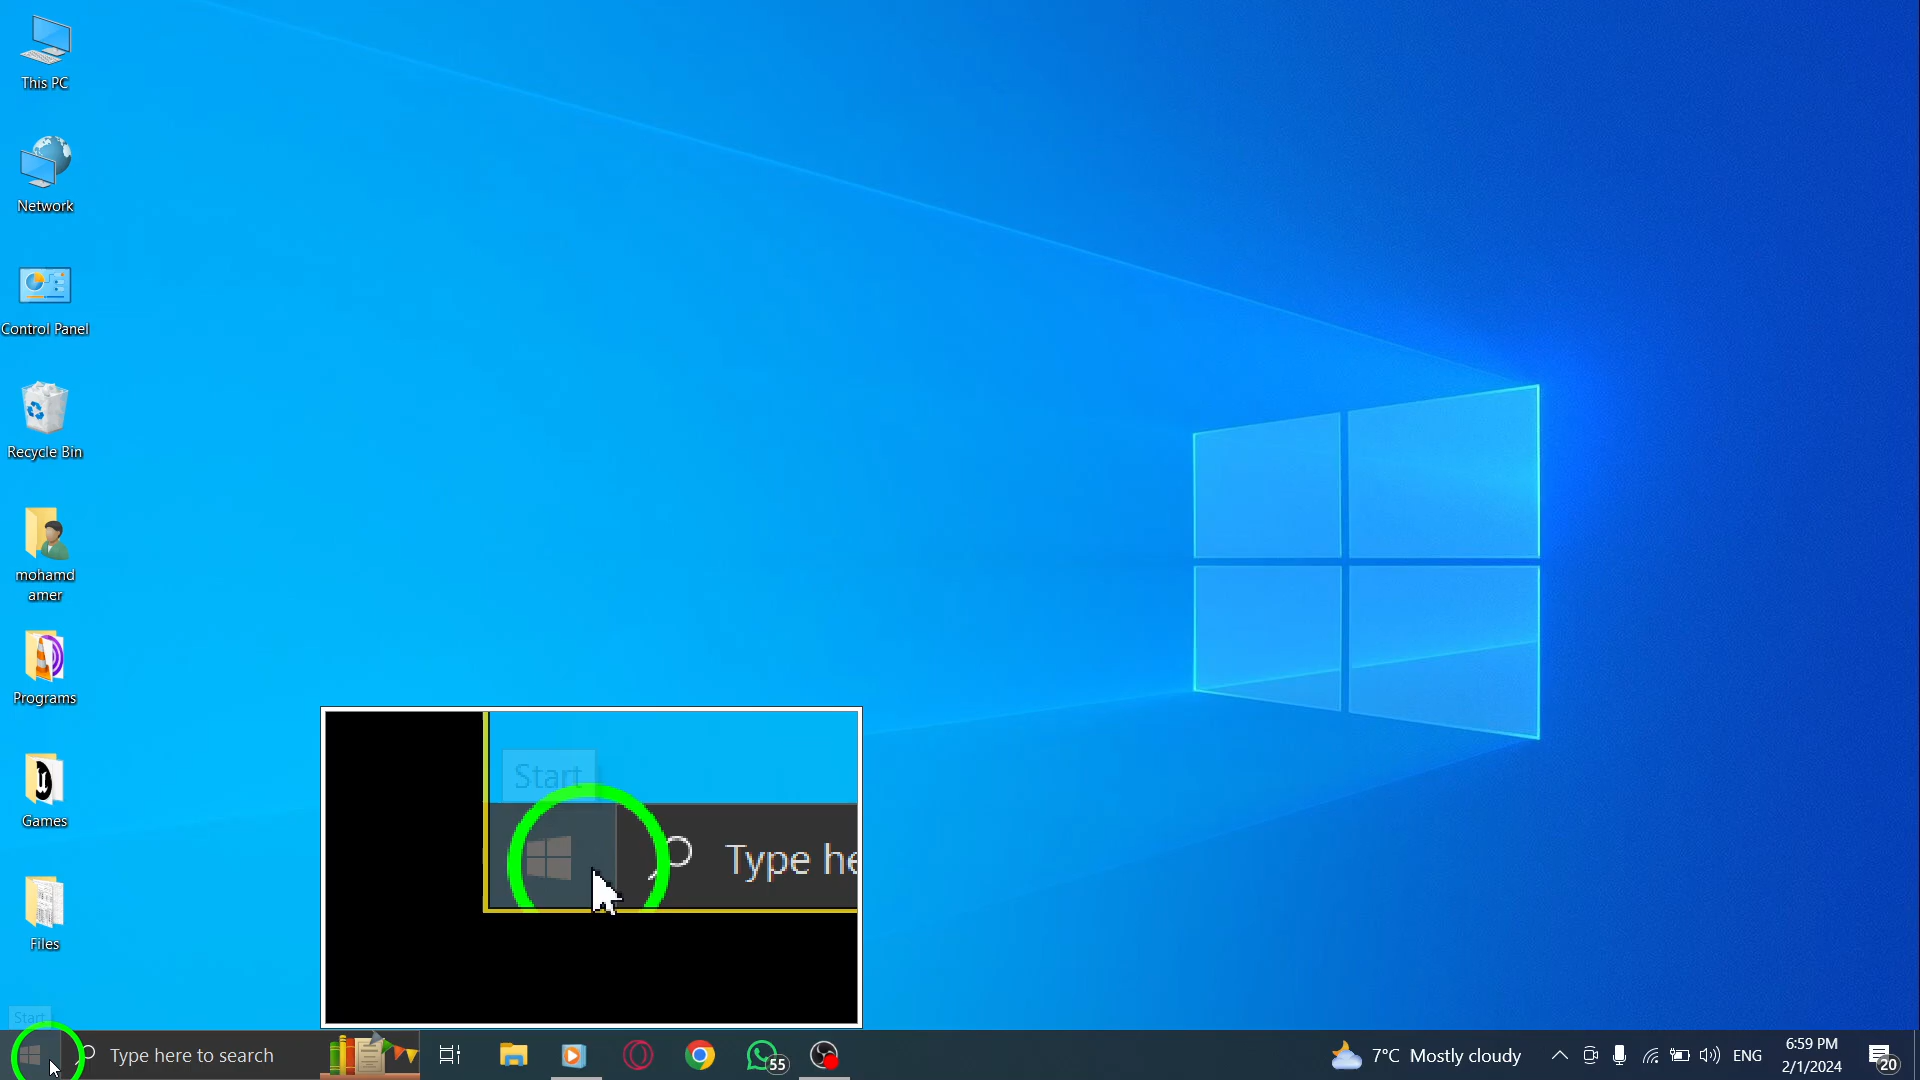 This PC
Network
Control Panel
Recycle Bin
mohamd
amer
Programs
Games
Files
Start
Type he
Start
Type here to search
55
7°C Mostly cloudy
ENG
6:59 PM
2/1/2024
20